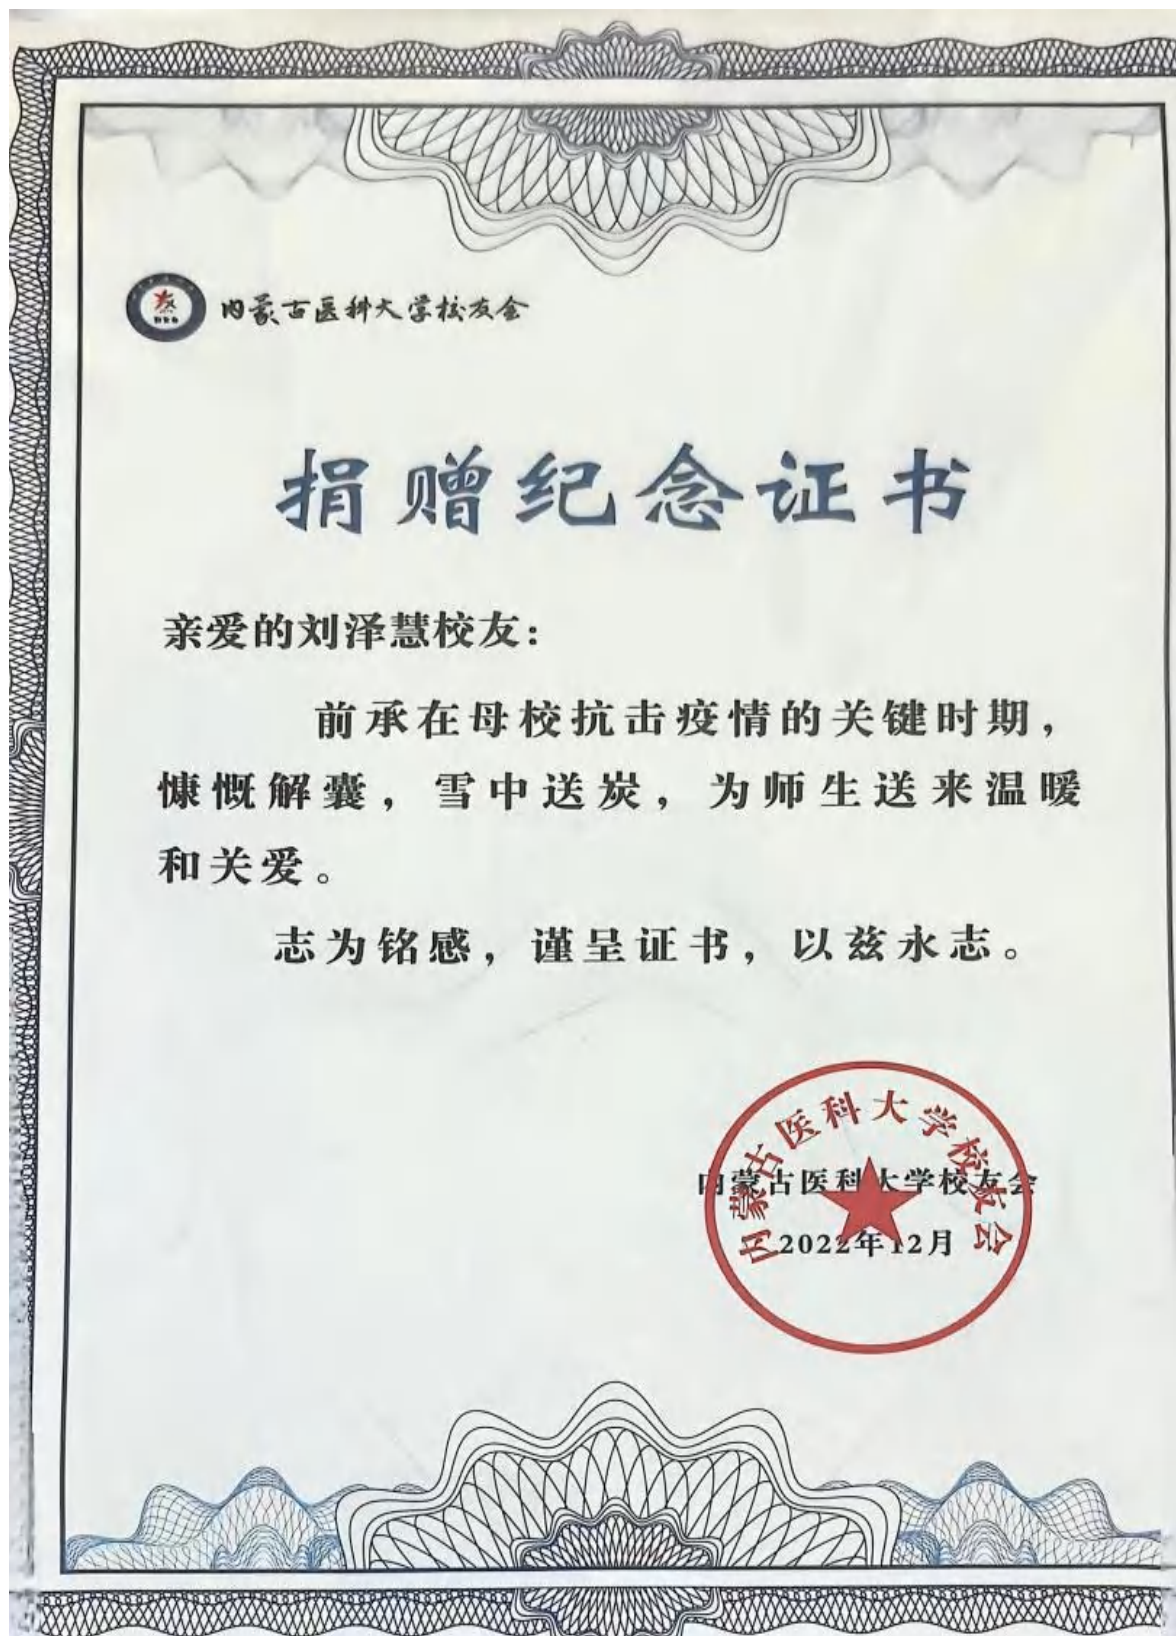 内蒙古医科大学校友会
捐赠纪念证书
亲爱的刘泽慧校友：
前承在母校抗击疫情的关键时期，
慷慨解囊，雪中送炭，为师生送来温暖
和关爱。
志为铭感，谨呈证书，以兹永志。
内蒙古医科大学校友会
内蒙古医科大学校友会
2022年12月